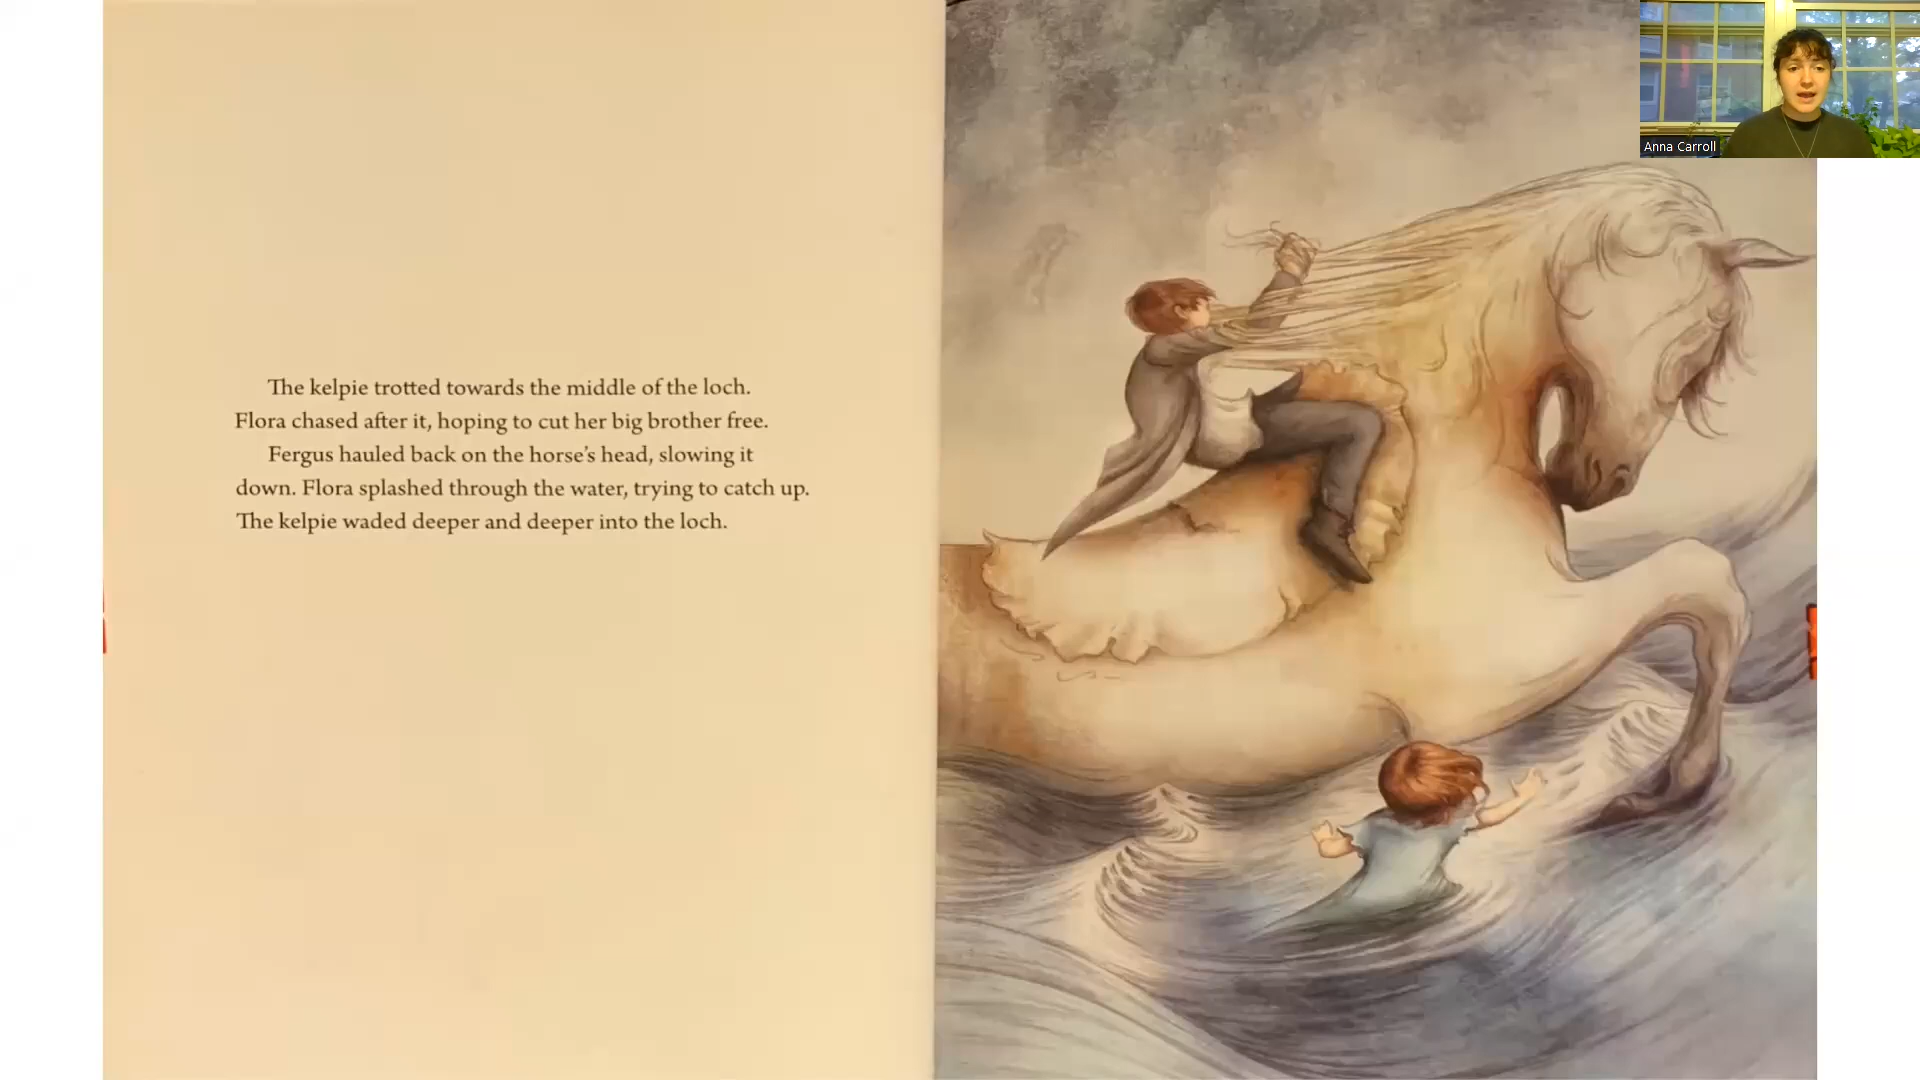 The kelpie trotted towards the middle of the loch.
Flora chased after it, hoping to cut her big brother free.
Fergus hauled back on the horse's head, slowing it
down. Flora splashed through the water, trying to catch up.
The kelpie waded deeper and deeper into the loch.
Anna Carroll